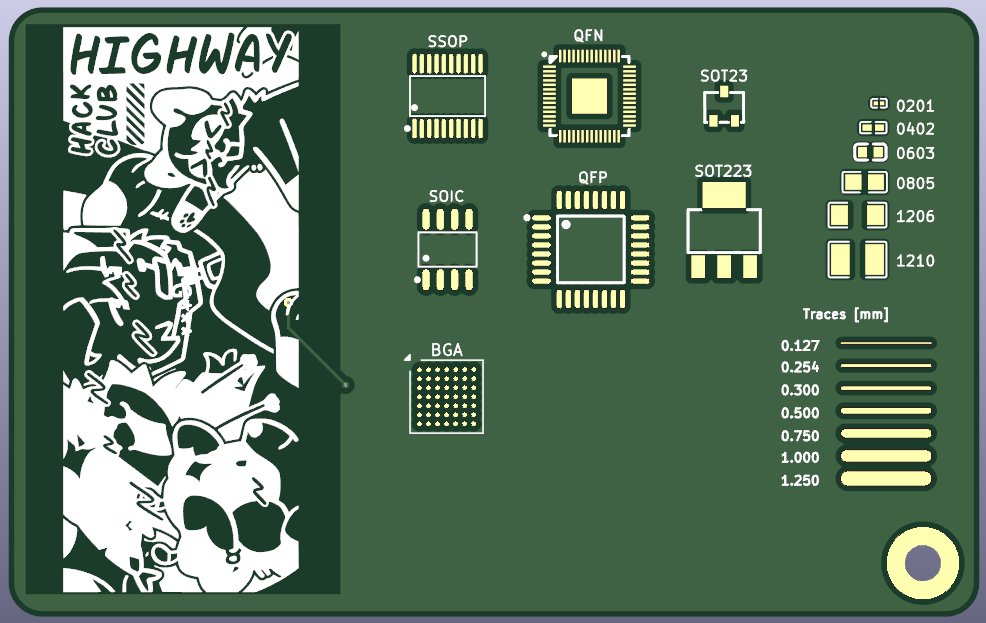 HIGHWAY
HACK
CLUB
SSOP
QFN
SOT23
0201
0402
0603
0805
1206
1210
SOIC
QFP
SOT223
BGA
Traces [mm]
0.127
0.254
0.300
0.500
0.750
1.000
1.250